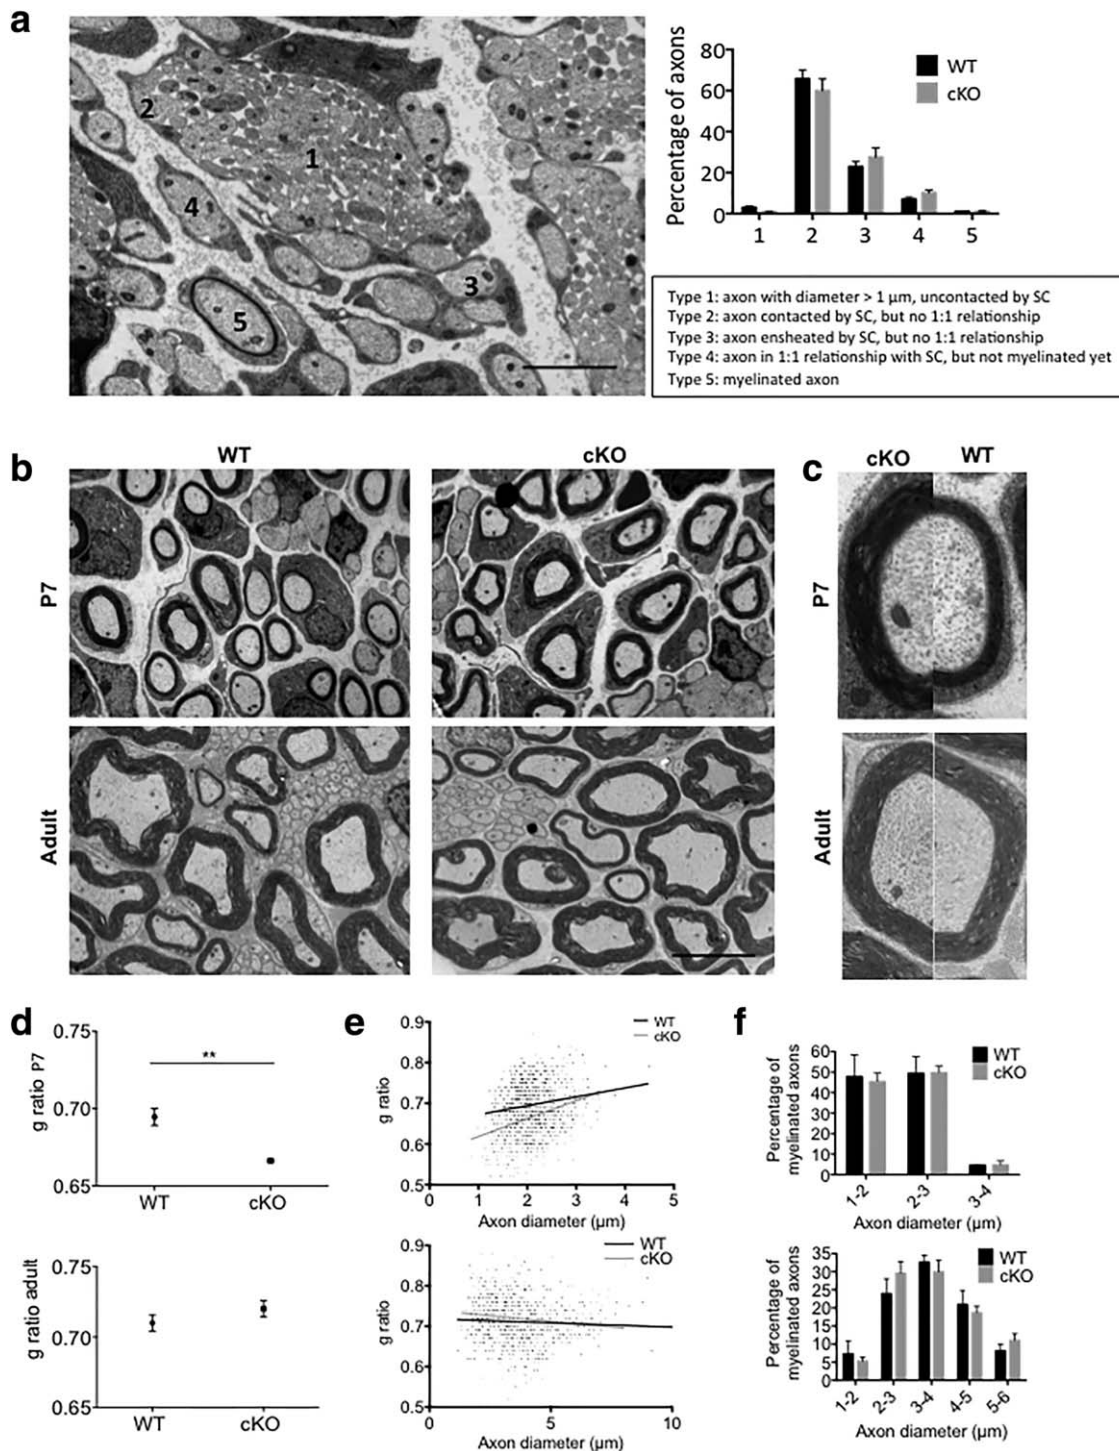 a
2
1
4
3
5
Percentage of axons
80
60
40
20
0
WT
cKO
1 2 3 4 5
Type 1: axon with diameter > 1 µm, uncontacted by SC
Type 2: axon contacted by SC, but no 1:1 relationship
Type 3: axon ensheated by SC, but no 1:1 relationship
Type 4: axon in 1:1 relationship with SC, but not myelinated yet
Type 5: myelinated axon
b
WT
cKO
P7
Adult
c
cKO WT
P7
Adult
d
g ratio P7
0.75
0.70
0.65
**
WT cKO
g ratio adult
0.75
0.70
0.65
WT cKO
e
g ratio
0.9
0.8
0.7
0.6
0.5
WT
cKO
0 1 2 3 4 5
Axon diameter (µm)
g ratio
0.9
0.8
0.7
0.6
0.5
WT
cKO
0 5 10
Axon diameter (µm)
f
Percentage of
myelinated axons
60
50
40
30
20
10
0
WT
cKO
1-2 2-3 3-4
Axon diameter (µm)
Percentage of
myelinated axons
35
30
25
20
15
10
5
0
WT
cKO
1-2 2-3 3-4 4-5 5-6
Axon diameter (µm)